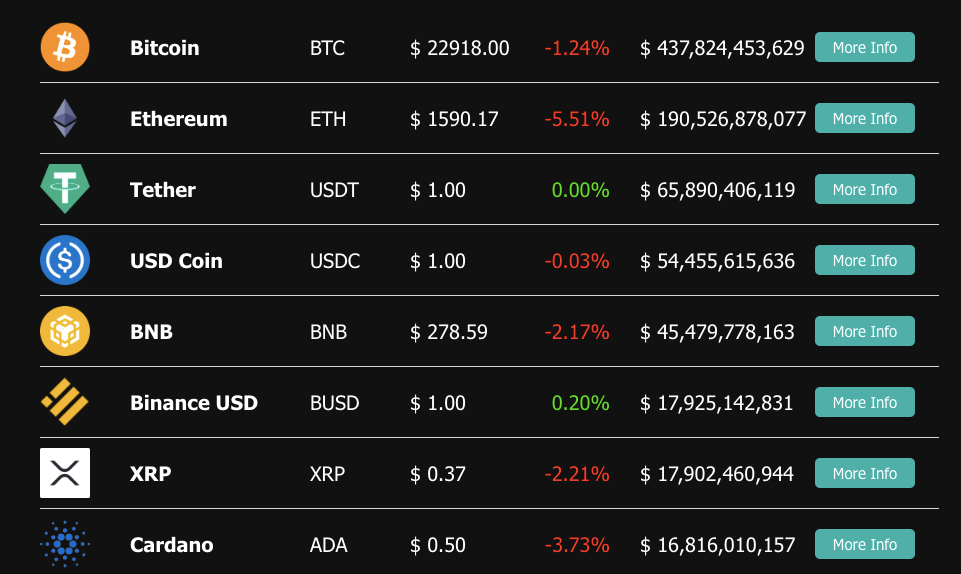 Bitcoin BTC $ 22918.00 -1.24% $ 437,824,453,629 More Info
Ethereum ETH $ 1590.17 -5.51% $ 190,526,878,077 More Info
Tether USDT $ 1.00 0.00% $ 65,890,406,119 More Info
USD Coin USDC $ 1.00 -0.03% $ 54,455,615,636 More Info
BNB BNB $ 278.59 -2.17% $ 45,479,778,163 More Info
Binance USD BUSD $ 1.00 0.20% $ 17,925,142,831 More Info
XRP XRP $ 0.37 -2.21% $ 17,902,460,944 More Info
Cardano ADA $ 0.50 -3.73% $ 16,816,010,157 More Info